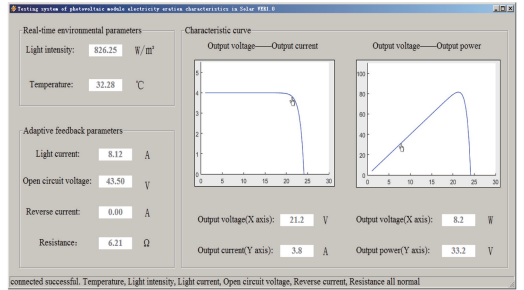 Testing system of photovoltaic module electricity eration characteristics in Solar VER1.0
Real-time environmental parameters
Light intensity: 826.25 W/m²
Temperature: 32.28 ℃
Adaptive feedback parameters
Light current: 8.12 A
Open circuit voltage: 43.50 V
Reverse current: 0.00 A
Resistance: 6.21 Ω
Characteristic curve
Output voltage——Output current
5
4
3
2
1
0
0 5 10 15 20 25 30
Output voltage(X axis): 21.2 V
Output current(Y axis): 3.8 A
Output voltage——Output power
100
80
60
40
20
0
0 5 10 15 20 25 30
Output voltage(X axis): 8.2 W
Output power(Y axis): 33.2 V
connected successful. Temperature, Light intensity, Light current, Open circuit voltage, Reverse current, Resistance all normal